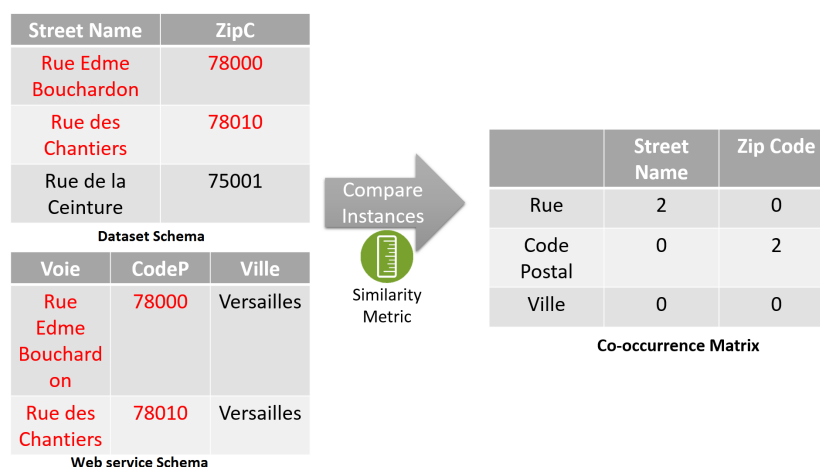 Street Name ZipC
Rue Edme 78000
Bouchardon
Rue des 78010
Chantiers
Rue de la 75001
Ceinture
Dataset Schema
Voie CodeP Ville
Rue 78000 Versailles
Edme
Bouchard
on
Rue des 78010 Versailles
Chantiers
Web service Schema
Compare
Instances
Similarity
Metric
Street Zip Code
Name
Rue 2 0
Code 0 2
Postal
Ville 0 0
Co-occurrence Matrix